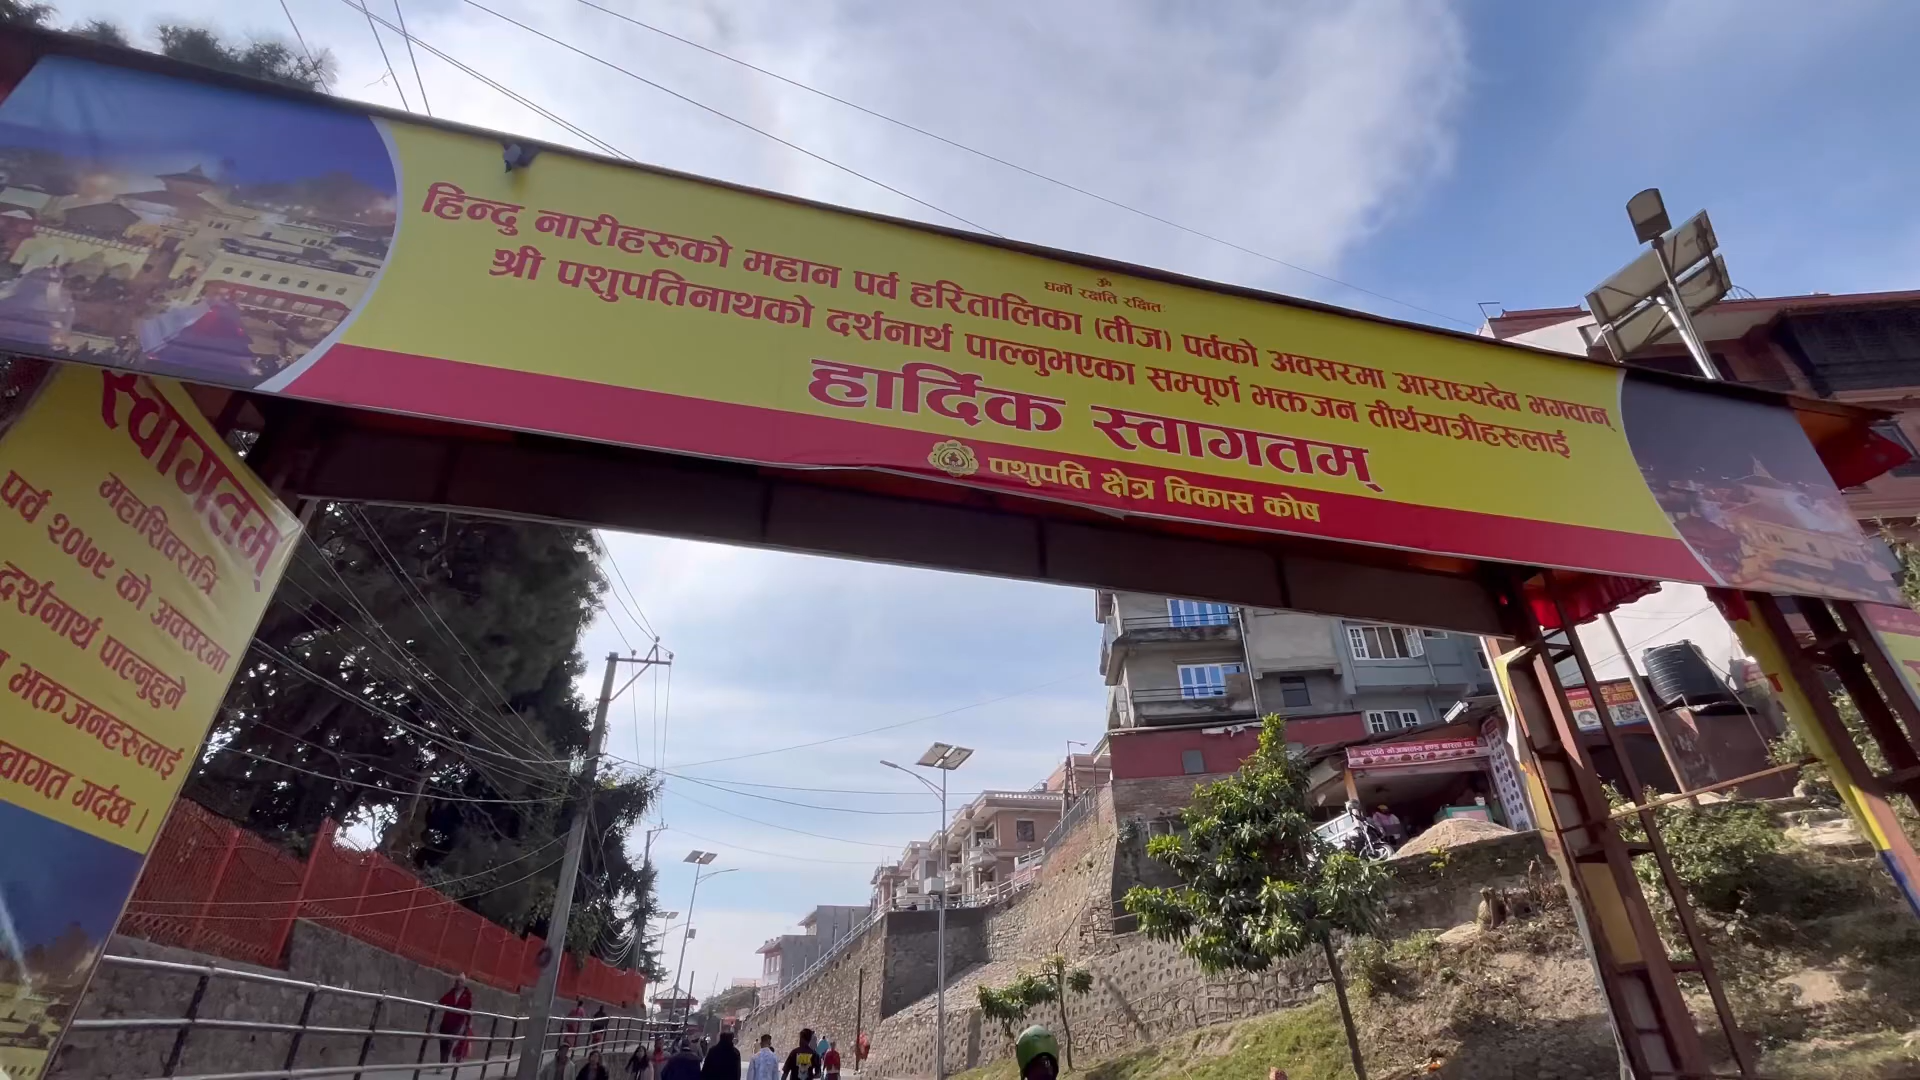 ॐ
धर्मो रक्षति रक्षितः
हिन्दु नारीहरूको महान पर्व हरितालिका (तीज) पर्वको अवसरमा आराध्यदेव भगवान्
श्री पशुपतिनाथको दर्शनार्थ पाल्नुभएका सम्पूर्ण भक्तजन तीर्थयात्रीहरूलाई
हार्दिक स्वागतम्
पशुपति क्षेत्र विकास कोष
स्वागतम्
महाशिवरात्रि
पर्व २०७९ को अवसरमा
दर्शनार्थ पाल्नुहुने
भक्तजनहरूलाई
स्वागत गर्दछ ।